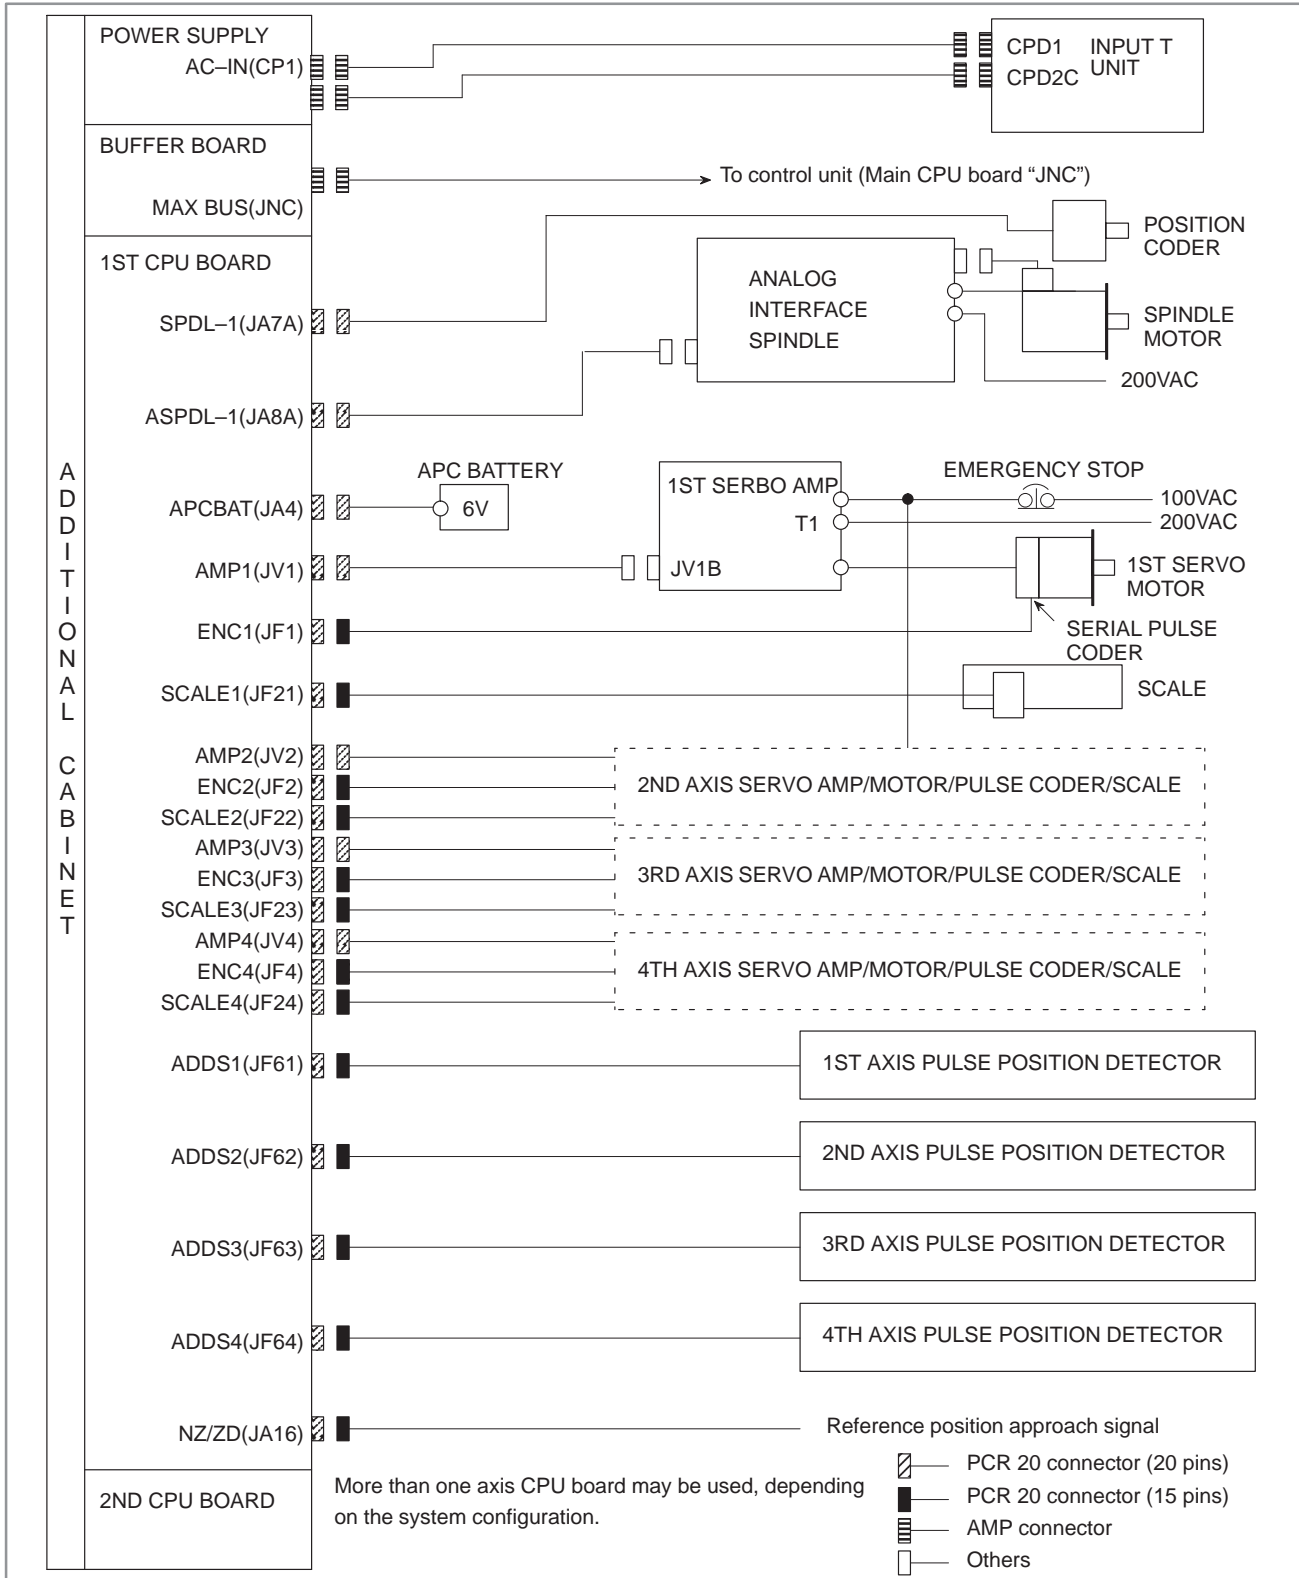 POWER SUPPLY
AC–IN(CP1)
CPD1
INPUT T
UNIT
CPD2C
BUFFER BOARD
To control unit (Main CPU board “JNC”)
MAX BUS(JNC)
POSITION
CODER
1ST CPU BOARD
ANALOG
INTERFACE
SPINDLE
SPDL–1(JA7A)
SPINDLE
MOTOR
200VAC
ASPDL–1(JA8A)
ADDITIONAL CABINET
APC BATTERY
6V
APCBAT(JA4)
1ST SERBO AMP
T1
JV1B
EMERGENCY STOP
100VAC
200VAC
AMP1(JV1)
1ST SERVO
MOTOR
ENC1(JF1)
SERIAL PULSE
CODER
SCALE1(JF21)
SCALE
AMP2(JV2)
ENC2(JF2)
2ND AXIS SERVO AMP/MOTOR/PULSE CODER/SCALE
SCALE2(JF22)
AMP3(JV3)
ENC3(JF3)
3RD AXIS SERVO AMP/MOTOR/PULSE CODER/SCALE
SCALE3(JF23)
AMP4(JV4)
ENC4(JF4)
4TH AXIS SERVO AMP/MOTOR/PULSE CODER/SCALE
SCALE4(JF24)
ADDS1(JF61)
1ST AXIS PULSE POSITION DETECTOR
ADDS2(JF62)
2ND AXIS PULSE POSITION DETECTOR
ADDS3(JF63)
3RD AXIS PULSE POSITION DETECTOR
ADDS4(JF64)
4TH AXIS PULSE POSITION DETECTOR
NZ/ZD(JA16)
Reference position approach signal
2ND CPU BOARD
More than one axis CPU board may be used, depending
on the system configuration.
PCR 20 connector (20 pins)
PCR 20 connector (15 pins)
AMP connector
Others